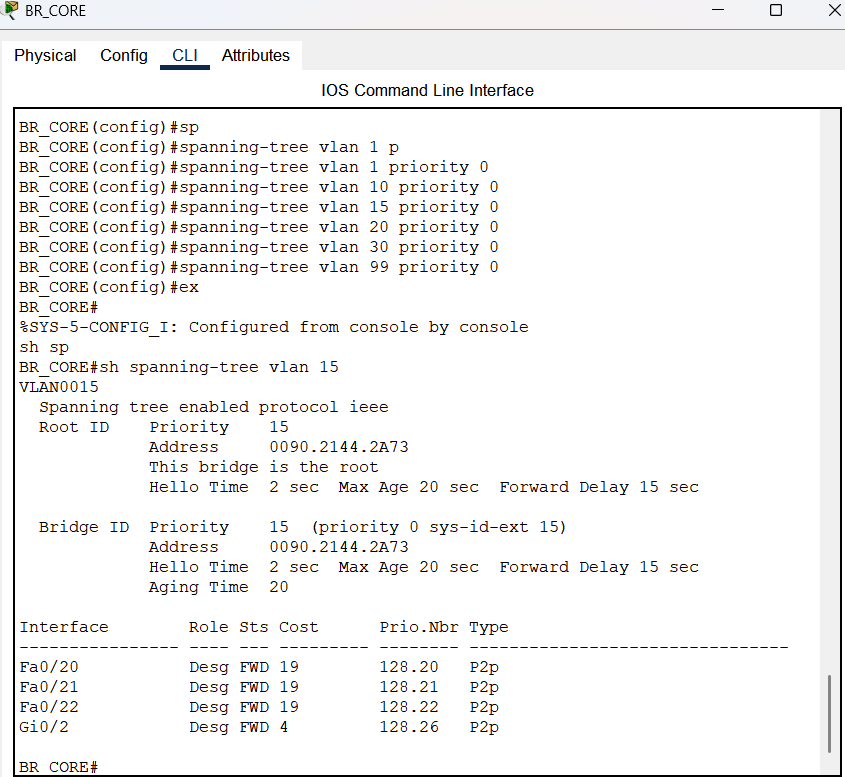 BR_CORE
Physical Config CLI Attributes
IOS Command Line Interface
BR_CORE(config)#sp
BR_CORE(config)#spanning-tree vlan 1 p
BR_CORE(config)#spanning-tree vlan 1 priority 0
BR_CORE(config)#spanning-tree vlan 10 priority 0
BR_CORE(config)#spanning-tree vlan 15 priority 0
BR_CORE(config)#spanning-tree vlan 20 priority 0
BR_CORE(config)#spanning-tree vlan 30 priority 0
BR_CORE(config)#spanning-tree vlan 99 priority 0
BR_CORE(config)#ex
BR_CORE#
%SYS-5-CONFIG_I: Configured from console by console
sh sp
BR_CORE#sh spanning-tree vlan 15
VLAN0015
  Spanning tree enabled protocol ieee
  Root ID    Priority    15
             Address     0090.2144.2A73
             This bridge is the root
             Hello Time  2 sec  Max Age 20 sec  Forward Delay 15 sec

  Bridge ID  Priority    15  (priority 0 sys-id-ext 15)
             Address     0090.2144.2A73
             Hello Time  2 sec  Max Age 20 sec  Forward Delay 15 sec
             Aging Time  20

Interface        Role Sts Cost      Prio.Nbr Type
---------------- ---- --- --------- -------- --------------------------------
Fa0/20           Desg FWD 19        128.20   P2p
Fa0/21           Desg FWD 19        128.21   P2p
Fa0/22           Desg FWD 19        128.22   P2p
Gi0/2            Desg FWD 4         128.26   P2p

BR_CORE#